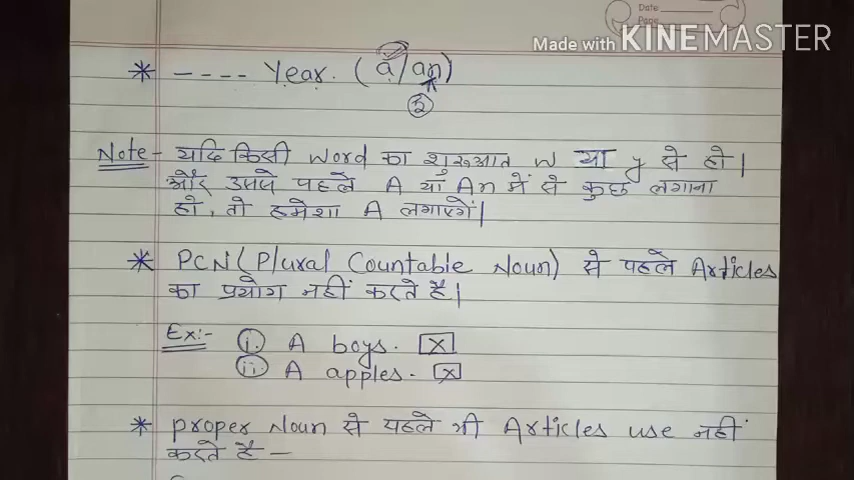 Date
Page
Made with KINEMASTER
* ---- Year. (a/an)
इ
Note- यदि किसी word का शुरुआत w या y से हो।
और उससे पहले A या An में से कुछ लगाना
हो, तो हमेशा A लगाएगें।
* PCN (Plural Countable Noun) से पहले Articles
का प्रयोग नहीं करते है।
Ex:- i. A boys. [x]
ii. A apples. [x]
* proper Noun से पहले भी Articles use नहीं
करते है -